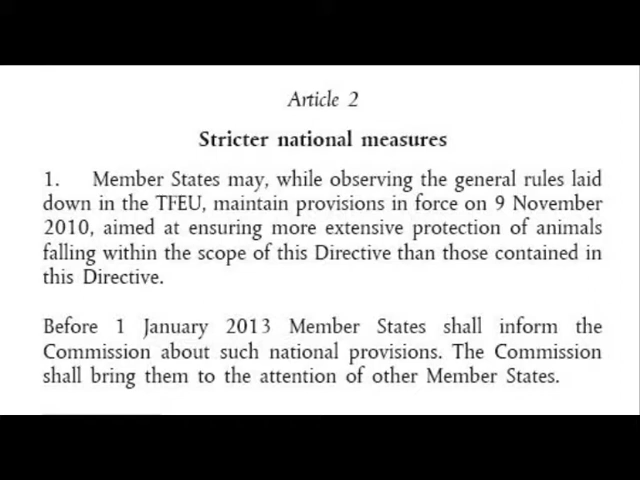 Article 2
Stricter national measures
1. Member States may, while observing the general rules laid
down in the TFEU, maintain provisions in force on 9 November
2010, aimed at ensuring more extensive protection of animals
falling within the scope of this Directive than those contained in
this Directive.
Before 1 January 2013 Member States shall inform the
Commission about such national provisions. The Commission
shall bring them to the attention of other Member States.